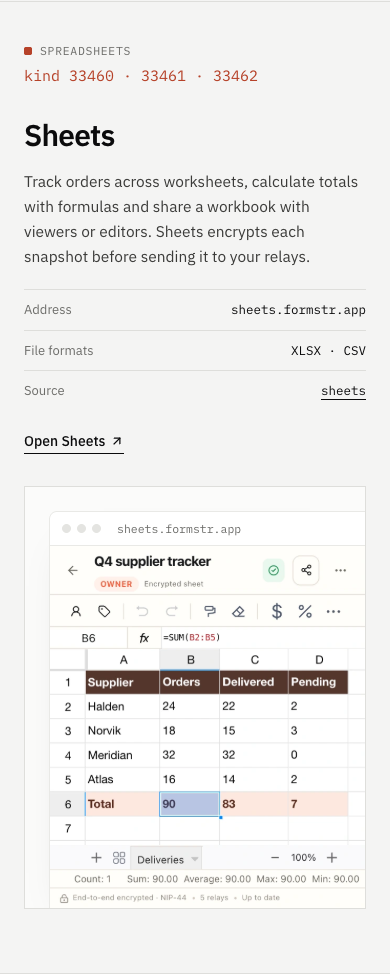 SPREADSHEETS
kind 33460 · 33461 · 33462
Sheets
Track orders across worksheets, calculate totals
with formulas and share a workbook with
viewers or editors. Sheets encrypts each
snapshot before sending it to your relays.
Address sheets.formstr.app
File formats XLSX · CSV
Source sheets
Open Sheets ↗
sheets.formstr.app
Q4 supplier tracker
OWNER Encrypted sheet
$ %
B6 fx =SUM(B2:B5)
A B C D
1 Supplier Orders Delivered Pending
2 Halden 24 22 2
3 Norvik 18 15 3
4 Meridian 32 32 0
5 Atlas 16 14 2
6 Total 90 83 7
7
Deliveries 100%
Count: 1 Sum: 90.00 Average: 90.00 Max: 90.00 Min: 90.00
End-to-end encrypted · NIP-44 • 5 relays • Up to date